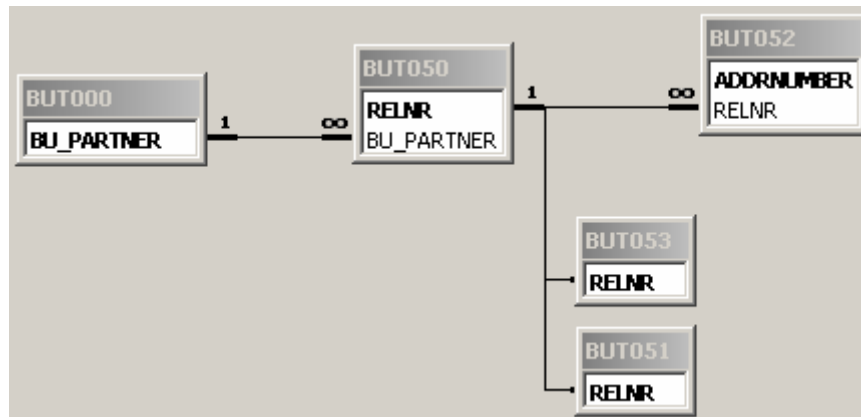 BUT000
BU_PARTNER
1
∞
BUT050
RELNR
BU_PARTNER
1
∞
BUT052
ADDRNUMBER
RELNR
BUT053
RELNR
BUT051
RELNR